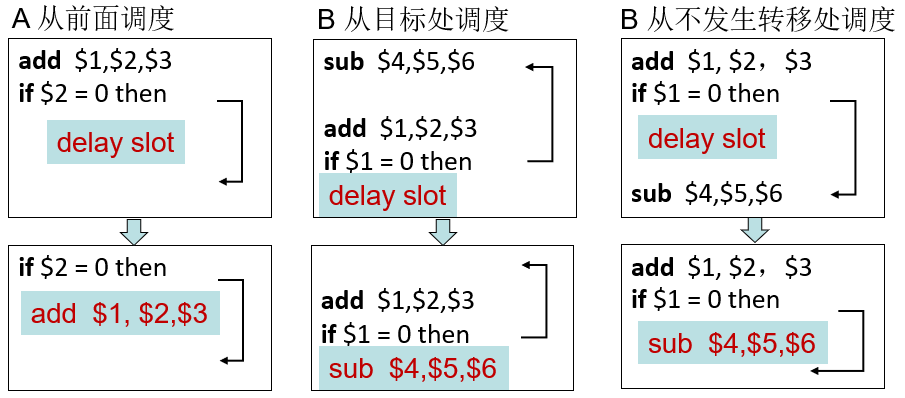 A 从前面调度
add $1,$2,$3
if $2 = 0 then
delay slot
if $2 = 0 then
add $1, $2,$3
B 从目标处调度
sub $4,$5,$6
add $1,$2,$3
if $1 = 0 then
delay slot
add $1,$2,$3
if $1 = 0 then
sub $4,$5,$6
B 从不发生转移处调度
add $1, $2， $3
if $1 = 0 then
delay slot
sub $4,$5,$6
add $1, $2， $3
if $1 = 0 then
sub $4,$5,$6